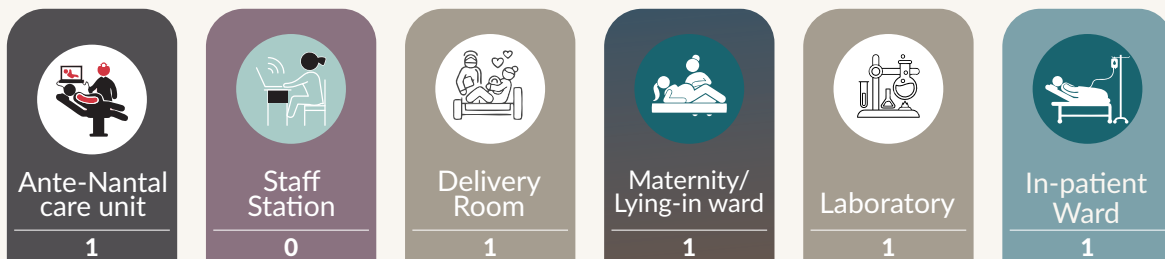 Ante-Nantal
care unit
1
Staff
Station
0
Delivery
Room
1
Maternity/
Lying-in ward
1
Laboratory
1
In-patient
Ward
1